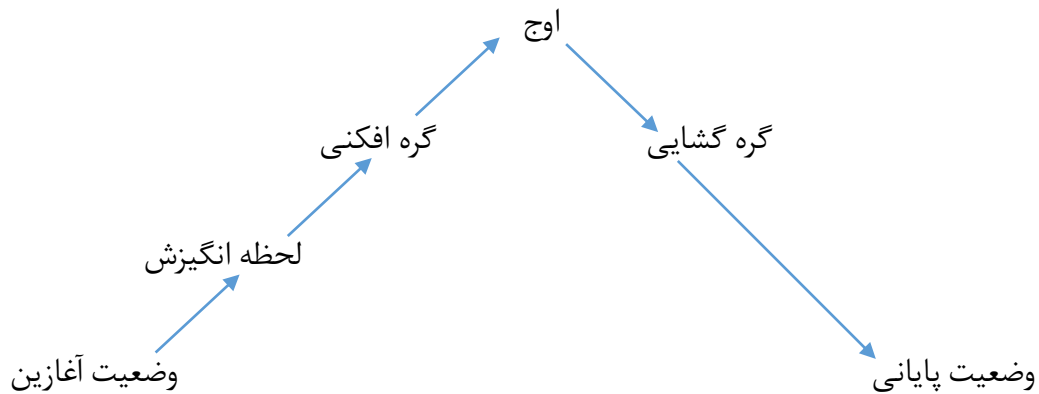 اوج
گره افکنی
گره گشایی
لحظه انگیزش
وضعیت آغازین
وضعیت پایانی